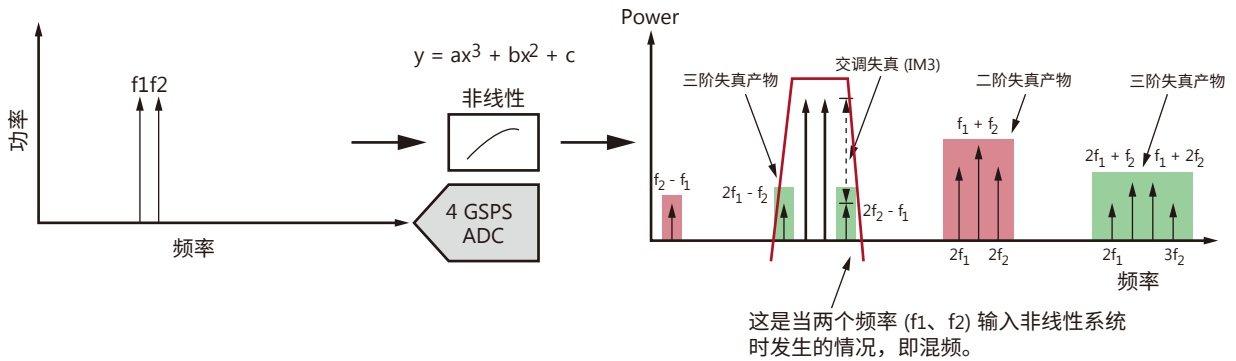 功率
f1 f2
频率
y = ax³ + bx² + c
非线性
4 GSPS
ADC
Power
三阶失真产物
交调失真 (IM3)
二阶失真产物
三阶失真产物
f₂ - f₁
2f₁ - f₂
2f₂ - f₁
f₁ + f₂
2f₁
2f₂
2f₁ + f₂
f₁ + 2f₂
2f₁
3f₂
频率
这是当两个频率 (f1、f2) 输入非线性系统
时发生的情况，即混频。